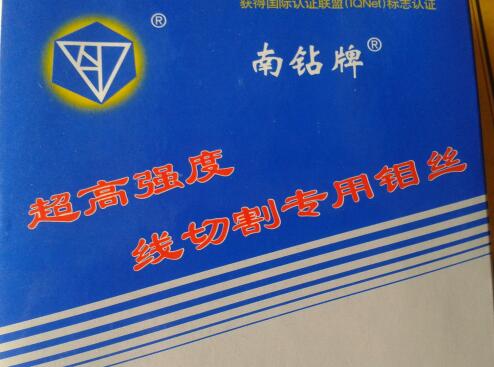 获得国际认证联盟(IQNet)标志认证
®
南钻牌®
超高强度
线切割专用钼丝